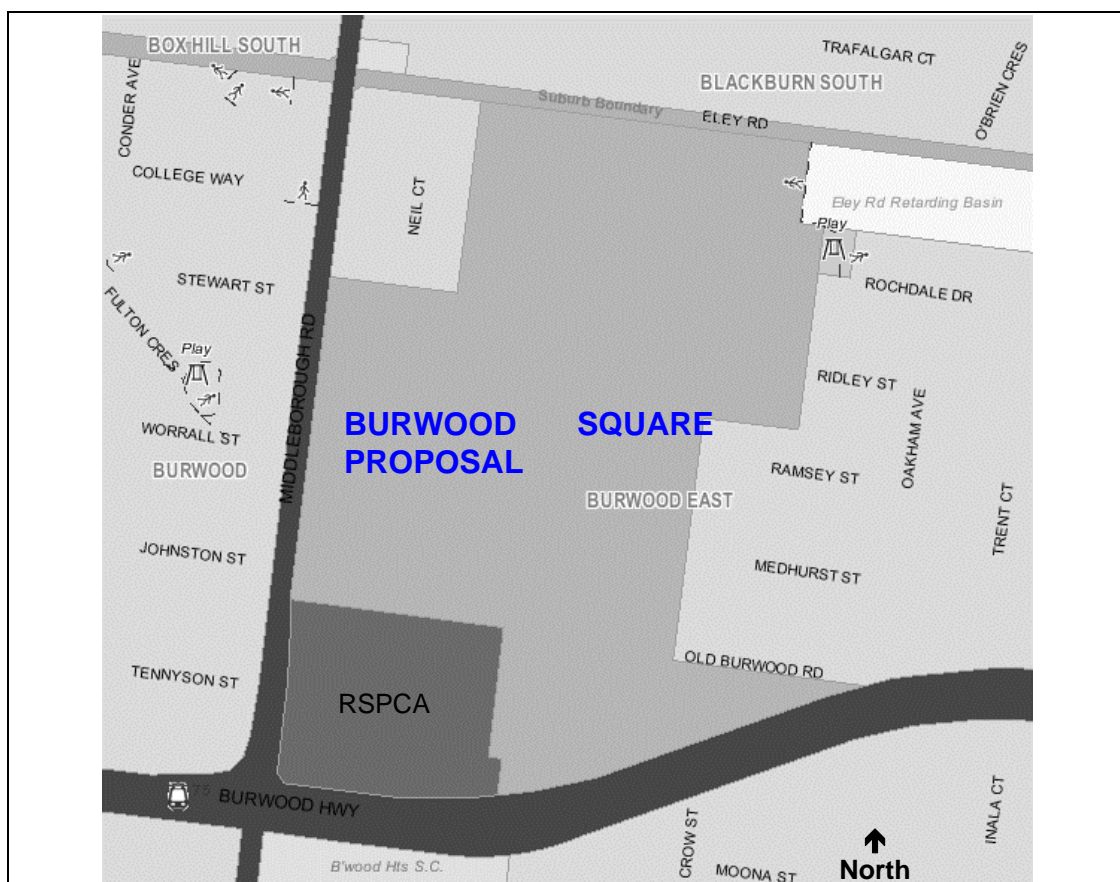 BOX HILL SOUTH
TRAFALGAR CT
O'BRIEN CRES
BLACKBURN SOUTH
CONDER AVE
Suburb Boundary
ELEY RD
COLLEGE WAY
NEIL CT
Eley Rd Retarding Basin
Play
STEWART ST
ROCHDALE DR
FULTON CRES
MIDDLEBOROUGH RD
Play
RIDLEY ST
OAKHAM AVE
BURWOOD SQUARE
PROPOSAL
WORRALL ST
BURWOOD
RAMSEY ST
BURWOOD EAST
TRENT CT
JOHNSTON ST
MEDHURST ST
TENNYSON ST
OLD BURWOOD RD
RSPCA
75
BURWOOD HWY
CROW ST
INALA CT
B'wood Hts S.C.
MOONA ST
North